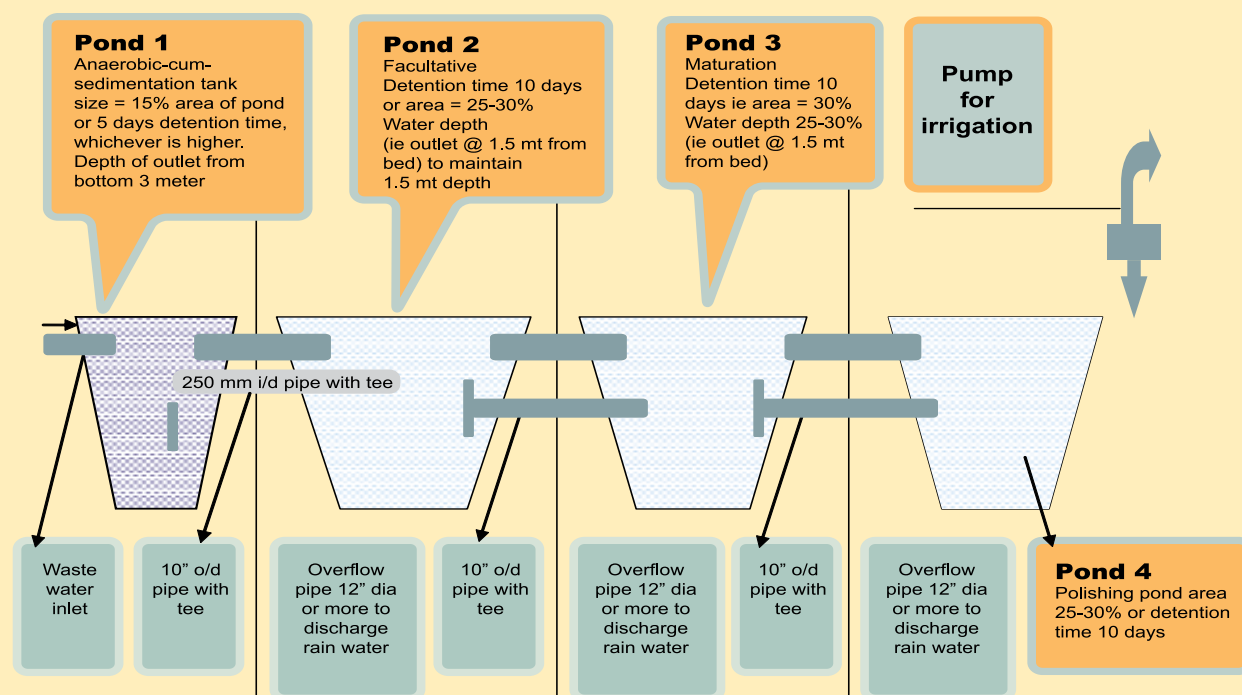 Pond 1
Anaerobic-cum-
sedimentation tank
size = 15% area of pond
or 5 days detention time,
whichever is higher.
Depth of outlet from
bottom 3 meter
Pond 2
Facultative
Detention time 10 days
or area = 25-30%
Water depth
(ie outlet @ 1.5 mt from
bed) to maintain
1.5 mt depth
Pond 3
Maturation
Detention time 10
days ie area = 30%
Water depth 25-30%
(ie outlet @ 1.5 mt
from bed)
Pump
for
irrigation
250 mm i/d pipe with tee
Waste
water
inlet
10” o/d
pipe with
tee
Overflow
pipe 12” dia
or more to
discharge
rain water
10” o/d
pipe with
tee
Overflow
pipe 12” dia
or more to
discharge
rain water
10” o/d
pipe with
tee
Overflow
pipe 12” dia
or more to
discharge
rain water
Pond 4
Polishing pond area
25-30% or detention
time 10 days